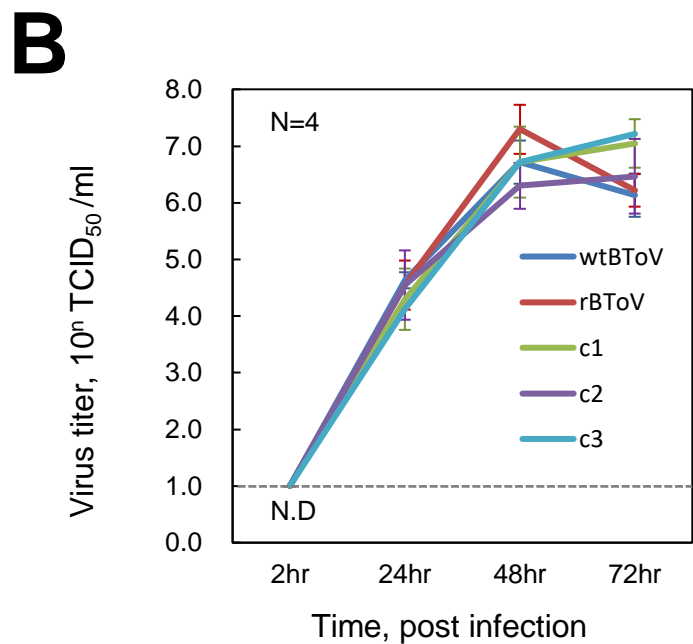 B
8.0
7.0
6.0
5.0
4.0
3.0
2.0
1.0
0.0
Virus titer, 10ⁿ TCID₅₀ /ml
N=4
wtBToV
rBToV
c1
c2
c3
N.D
2hr 24hr 48hr 72hr
Time, post infection